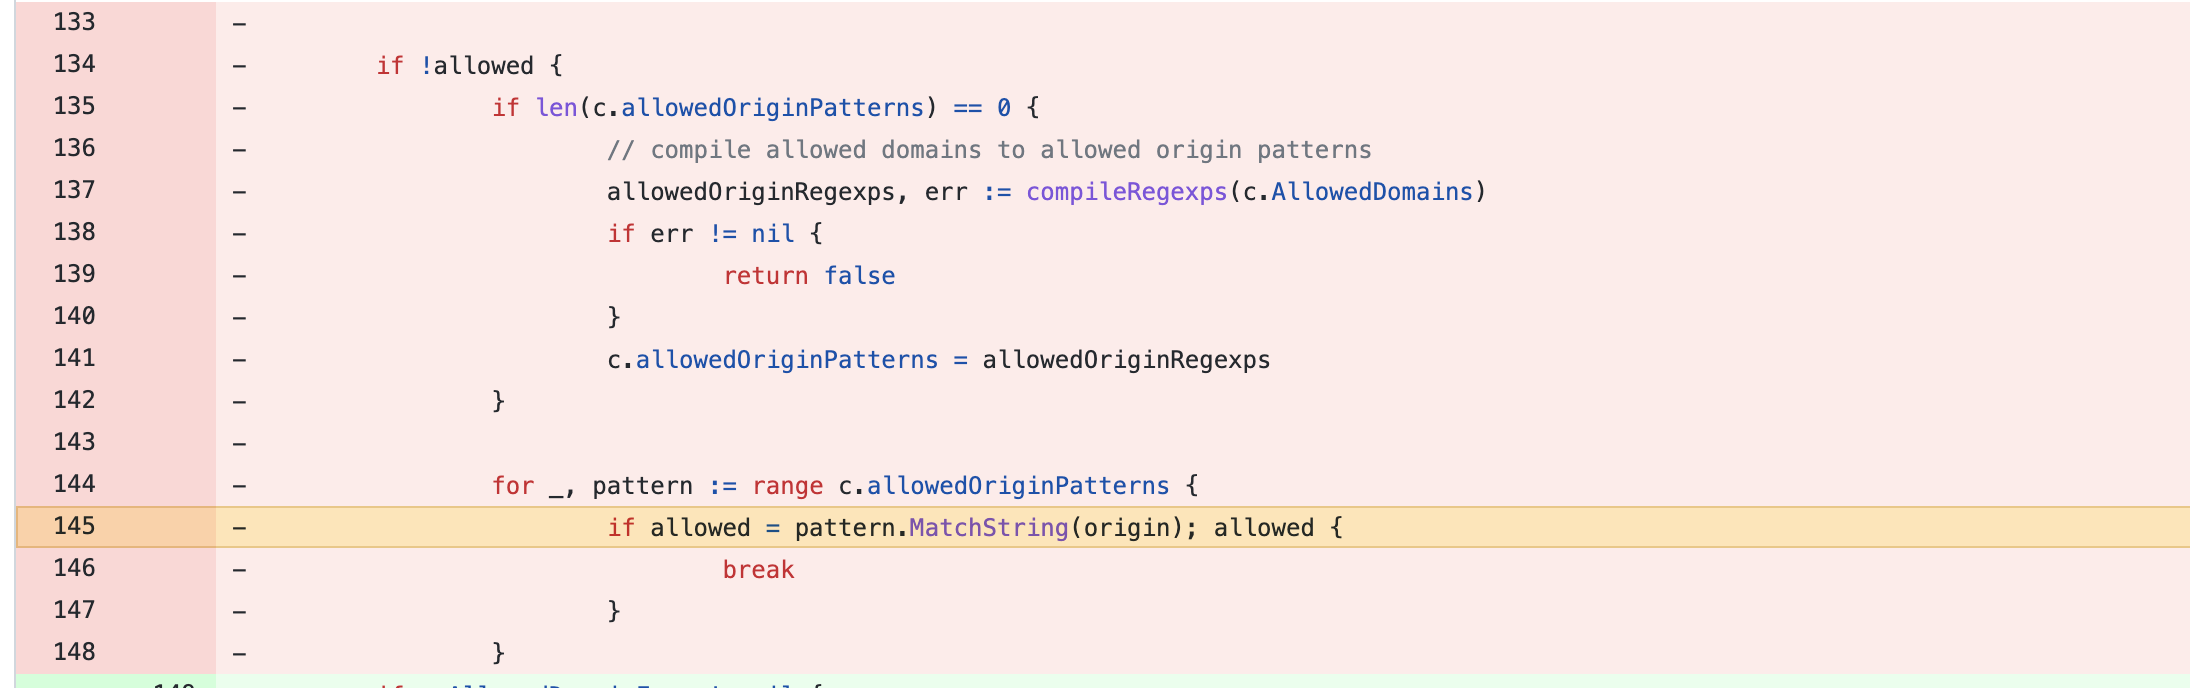 133 -
134 - if !allowed {
135 - if len(c.allowedOriginPatterns) == 0 {
136 - // compile allowed domains to allowed origin patterns
137 - allowedOriginRegexps, err := compileRegexps(c.AllowedDomains)
138 - if err != nil {
139 - return false
140 - }
141 - c.allowedOriginPatterns = allowedOriginRegexps
142 - }
143 -
144 - for _, pattern := range c.allowedOriginPatterns {
145 - if allowed = pattern.MatchString(origin); allowed {
146 - break
147 - }
148 - }